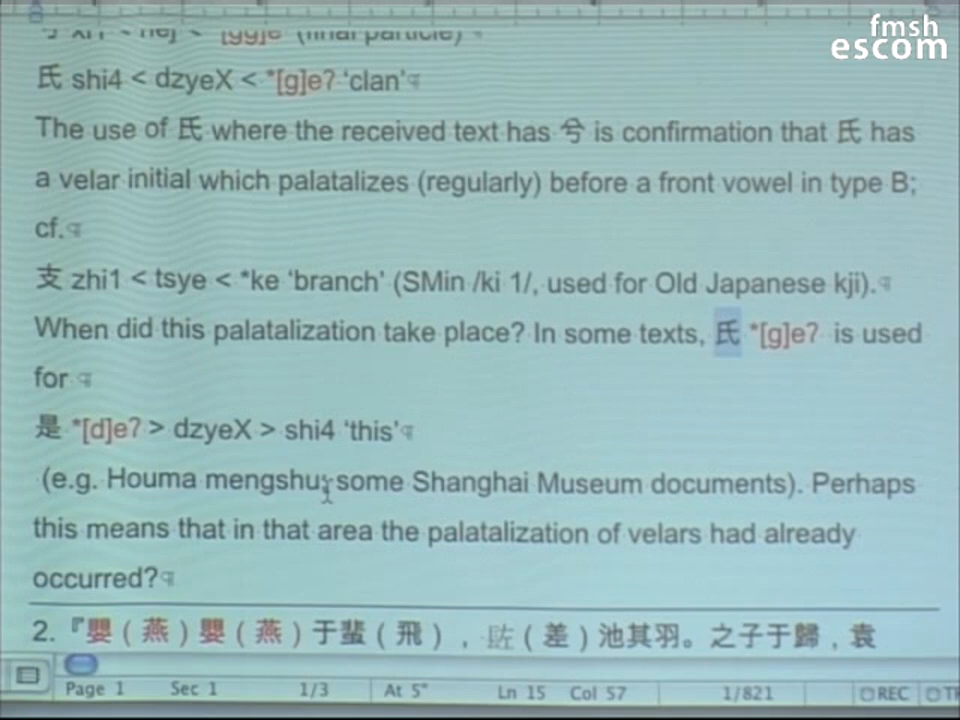 fmsh
escom
氏 shi4 < dzyeX < *[g]e? 'clan'
The use of 氏 where the received text has 兮 is confirmation that 氏 has
a velar initial which palatalizes (regularly) before a front vowel in type B;
cf.
支 zhi1 < tsye < *ke 'branch' (SMin /ki 1/, used for Old Japanese kji).
When did this palatalization take place? In some texts, 氏 *[g]e? is used
for
是 *[d]e? > dzyeX > shi4 'this'
(e.g. Houma mengshu, some Shanghai Museum documents). Perhaps
this means that in that area the palatalization of velars had already
occurred?
2.『嬰（燕）嬰（燕）于蜚（飛），（差）池其羽。之子于歸，袁
Page 1 Sec 1 1/3 At 5" Ln 15 Col 57 1/821 REC